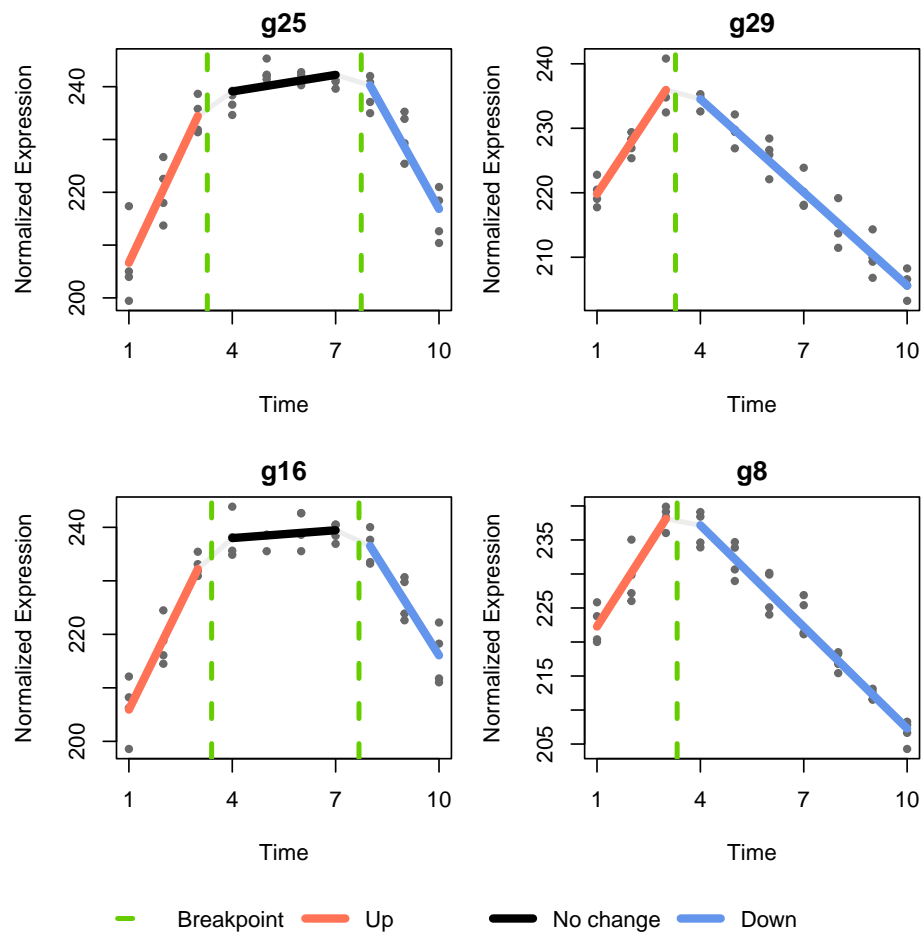 g25
Normalized Expression
200
220
240
1 4 7 10
Time
g29
Normalized Expression
210
220
230
240
1 4 7 10
Time
g16
Normalized Expression
200
220
240
1 4 7 10
Time
g8
Normalized Expression
205
215
225
235
1 4 7 10
Time
Breakpoint Up No change Down